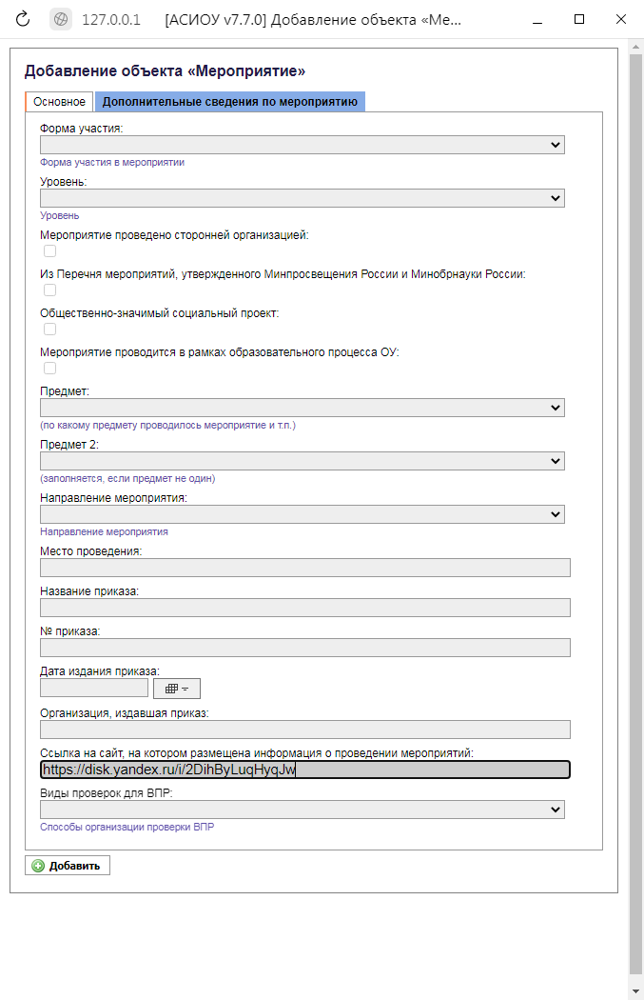 127.0.0.1 [АСИОУ v7.7.0] Добавление объекта «Ме...
Добавление объекта «Мероприятие»
Основное Дополнительные сведения по мероприятию
Форма участия:
Форма участия в мероприятии
Уровень:
Уровень
Мероприятие проведено сторонней организацией:
Из Перечня мероприятий, утвержденного Минпросвещения России и Минобрнауки России:
Общественно-значимый социальный проект:
Мероприятие проводится в рамках образовательного процесса ОУ:
Предмет:
(по какому предмету проводилось мероприятие и т.п.)
Предмет 2:
(заполняется, если предмет не один)
Направление мероприятия:
Направление мероприятия
Место проведения:
Название приказа:
№ приказа:
Дата издания приказа:
Организация, издавшая приказ:
Ссылка на сайт, на котором размещена информация о проведении мероприятий:
https://disk.yandex.ru/i/2DihByLuqHyqJw
Виды проверок для ВПР:
Способы организации проверки ВПР
Добавить